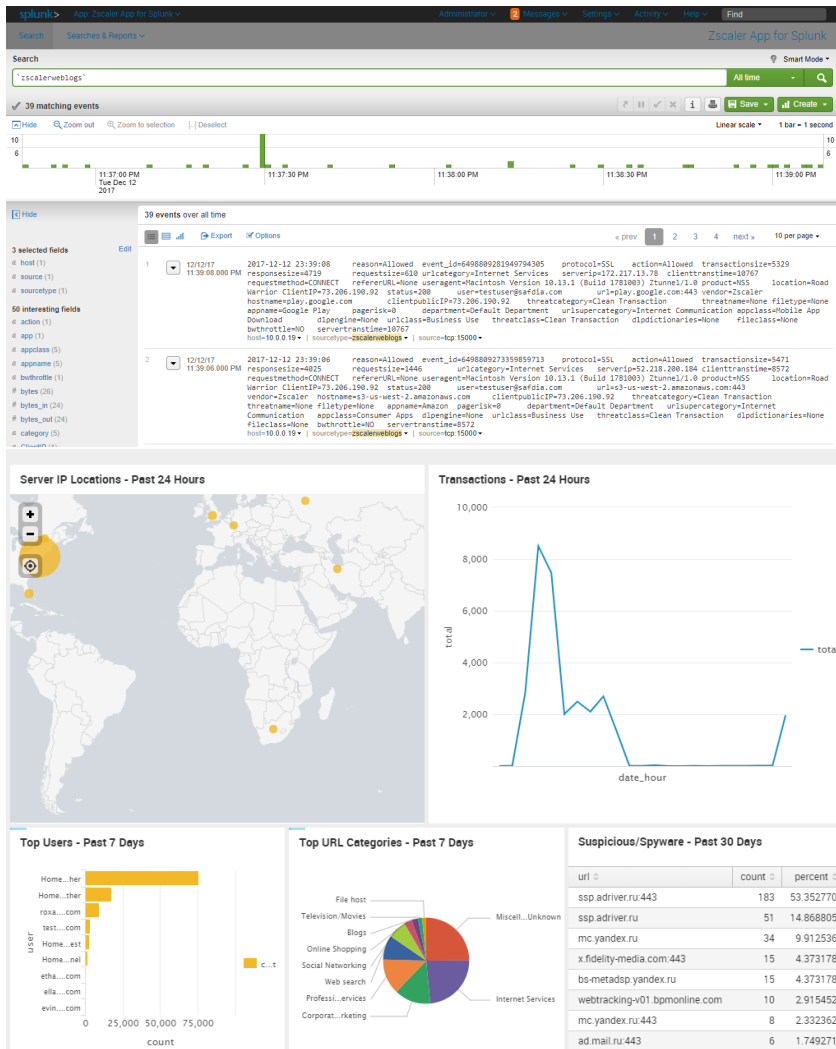 splunk> App: Zscaler App for Splunk Administrator 2 Messages Settings Activity Help Find
Search Searches & Reports Zscaler App for Splunk
Search Smart Mode
`zscalerweblogs` All time
39 matching events i Save Create
Hide Zoom out Zoom to selection [..] Deselect Linear scale 1 bar = 1 second
10 10
6 6
11:37:00 PM 11:37:30 PM 11:38:00 PM 11:38:30 PM 11:39:00 PM
Tue Dec 12
2017
Hide 39 events over all time
Export Options « prev 1 2 3 4 next » 10 per page
3 selected fields Edit
a host (1)
a source (1)
a sourcetype (1)
50 interesting fields
a action (1)
a app (1)
a appclass (5)
a appname (5)
a bwthrottle (1)
# bytes (26)
# bytes_in (24)
# bytes_out (24)
a category (5)
a ClientIP (1)
1 12/12/17 2017-12-12 23:39:08 reason=Allowed event_id=6498809281949794305 protocol=SSL action=Allowed transactionsize=5329
11:39:08.000 PM responsesize=4719 requestsize=610 urlcategory=Internet Services serverip=172.217.13.78 clienttranstime=10767
requestmethod=CONNECT refererURL=None useragent=Macintosh Version 10.13.1 (Build 17B1003) Ztunnel/1.0 product=NSS location=Road
Warrior ClientIP=73.206.190.92 status=200 user=testuser@safdia.com url=play.google.com:443 vendor=Zscaler
hostname=play.google.com clientpublicIP=73.206.190.92 threatcategory=Clean Transaction threatname=None filetype=None
appname=Google Play pagerisk=0 department=Default Department urlsupercategory=Internet Communication appclass=Mobile App
Download dlpengine=None urlclass=Business Use threatclass=Clean Transaction dlpdictionaries=None fileclass=None
bwthrottle=NO servertranstime=10767
host=10.0.0.19 | sourcetype=zscalerweblogs | source=tcp:15000
2 12/12/17 2017-12-12 23:39:06 reason=Allowed event_id=6498809273359859713 protocol=SSL action=Allowed transactionsize=5471
11:39:06.000 PM responsesize=4025 requestsize=1446 urlcategory=Internet Services serverip=52.218.200.184 clienttranstime=8572
requestmethod=CONNECT refererURL=None useragent=Macintosh Version 10.13.1 (Build 17B1003) Ztunnel/1.0 product=NSS location=Road
Warrior ClientIP=73.206.190.92 status=200 user=testuser@safdia.com url=s3-us-west-2.amazonaws.com:443
vendor=Zscaler hostname=s3-us-west-2.amazonaws.com clientpublicIP=73.206.190.92 threatcategory=Clean Transaction
threatname=None filetype=None appname=Amazon pagerisk=0 department=Default Department urlsupercategory=Internet
Communication appclass=Consumer Apps dlpengine=None urlclass=Business Use threatclass=Clean Transaction dlpdictionaries=None
fileclass=None bwthrottle=NO servertranstime=8572
host=10.0.0.19 | sourcetype=zscalerweblogs | source=tcp:15000
Server IP Locations - Past 24 Hours
+
−
Transactions - Past 24 Hours
10,000
8,000
6,000
4,000
2,000
total
date_hour
tota
Top Users - Past 7 Days
Home...her
Home...ther
roxa....com
test....com
Home...est
Home...nel
etha....com
ella....com
evin....com
user
0 25,000 50,000 75,000
count
c...t
Top URL Categories - Past 7 Days
File host
Television/Movies
Blogs
Online Shopping
Social Networking
Web search
Professi...ervices
Corporat...rketing
Miscell...Unknown
Internet Services
Suspicious/Spyware - Past 30 Days
url count percent
ssp.adriver.ru:443 183 53.352770
ssp.adriver.ru 51 14.868805
mc.yandex.ru 34 9.912536
x.fidelity-media.com:443 15 4.373178
bs-metadsp.yandex.ru 15 4.373178
webtracking-v01.bpmonline.com 10 2.915452
mc.yandex.ru:443 8 2.332362
ad.mail.ru:443 6 1.749271